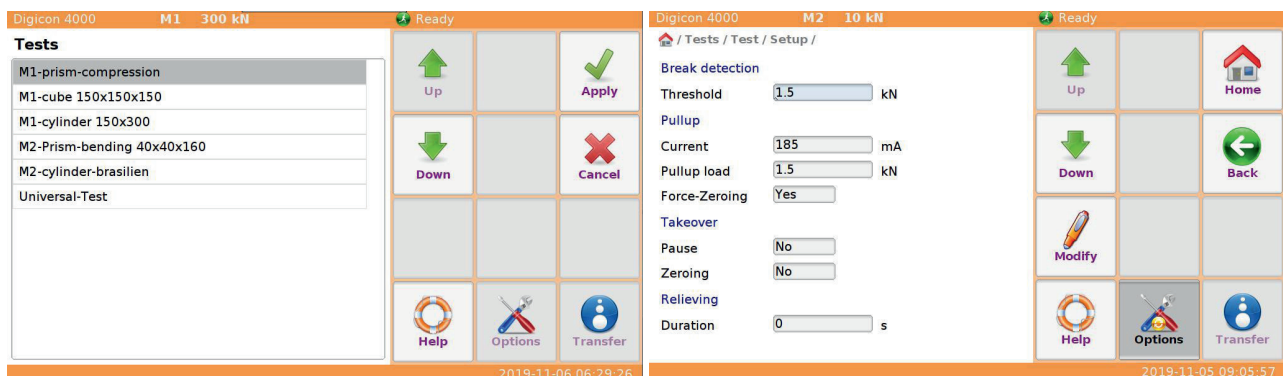 Digicon 4000 M1 300 kN Ready
Tests
M1-prism-compression
M1-cube 150x150x150
M1-cylinder 150x300
M2-Prism-bending 40x40x160
M2-cylinder-brasilien
Universal-Test
Up
Apply
Down
Cancel
Help
Options
Transfer
2019-11-06 06:29:26
Digicon 4000 M2 10 kN Ready
/ Tests / Test / Setup /
Break detection
Threshold 1.5 kN
Pullup
Current 185 mA
Pullup load 1.5 kN
Force-Zeroing Yes
Takeover
Pause No
Zeroing No
Relieving
Duration 0 s
Up
Home
Down
Back
Modify
Help
Options
Transfer
2019-11-05 09:05:57